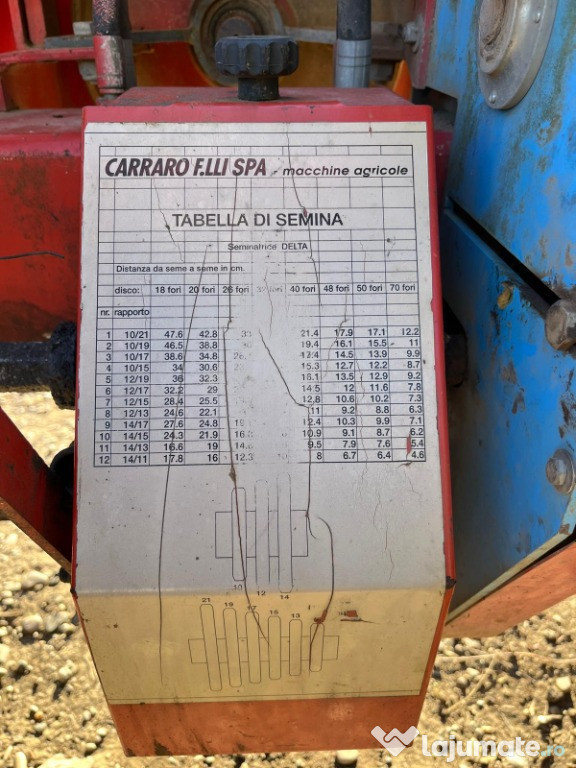 CARRARO F.LLI SPA - macchine agricole
TABELLA DI SEMINA
Seminatrice DELTA
Distanza da seme a seme in cm.
disco: 18 fori 20 fori 26 fori fori 40 fori 48 fori 50 fori 70 fori
nr. rapporto
1 10/21 47.6 42.8 21.4 17.9 17.1 12.2
2 10/19 46.5 38.8 19.4 16.1 15.5 11
3 10/17 38.6 34.8 14.5 13.9 9.9
4 10/15 34 30.6 15.3 12.7 12.2 8.7
5 12/19 36 32.3 13.5 12.9 9.2
6 12/17 32.2 29 14.5 12 11.6 7.8
7 12/15 28.4 25.5 12.8 10.6 10.2 7.3
8 12/13 24.6 22.1 11 9.2 8.8 6.3
9 14/17 27.6 24.8 12.4 10.3 9.9 7.1
10 14/15 24.3 21.9 10.9 9.1 8.7 6.2
11 14/13 16.6 19 9.5 7.9 7.6 5.4
12 14/11 17.8 16 12.3 8 6.7 6.4 4.6
10 12 14
21 19 17 15 13
Lajumate.ro